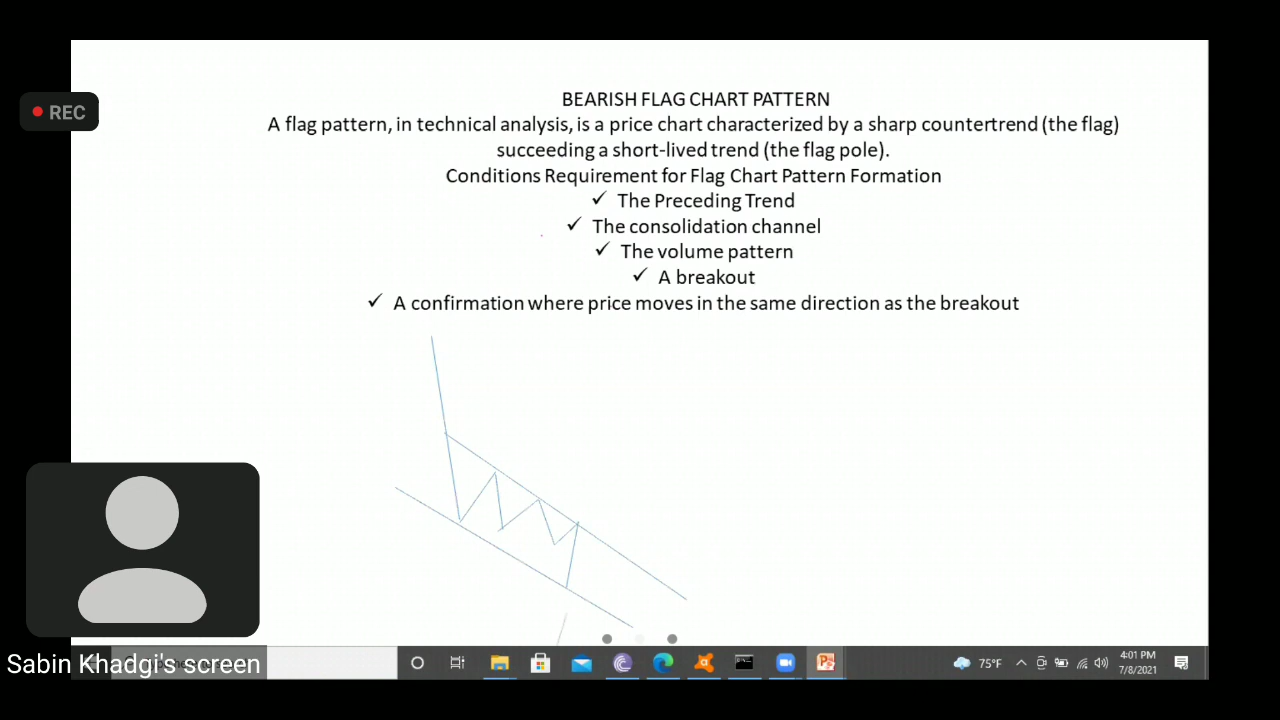 REC
BEARISH FLAG CHART PATTERN
A flag pattern, in technical analysis, is a price chart characterized by a sharp countertrend (the flag)
succeeding a short-lived trend (the flag pole).
Conditions Requirement for Flag Chart Pattern Formation
✓ The Preceding Trend
✓ The consolidation channel
✓ The volume pattern
✓ A breakout
✓ A confirmation where price moves in the same direction as the breakout
Sabin Khadgi's screen
75°F
4:01 PM
7/8/2021